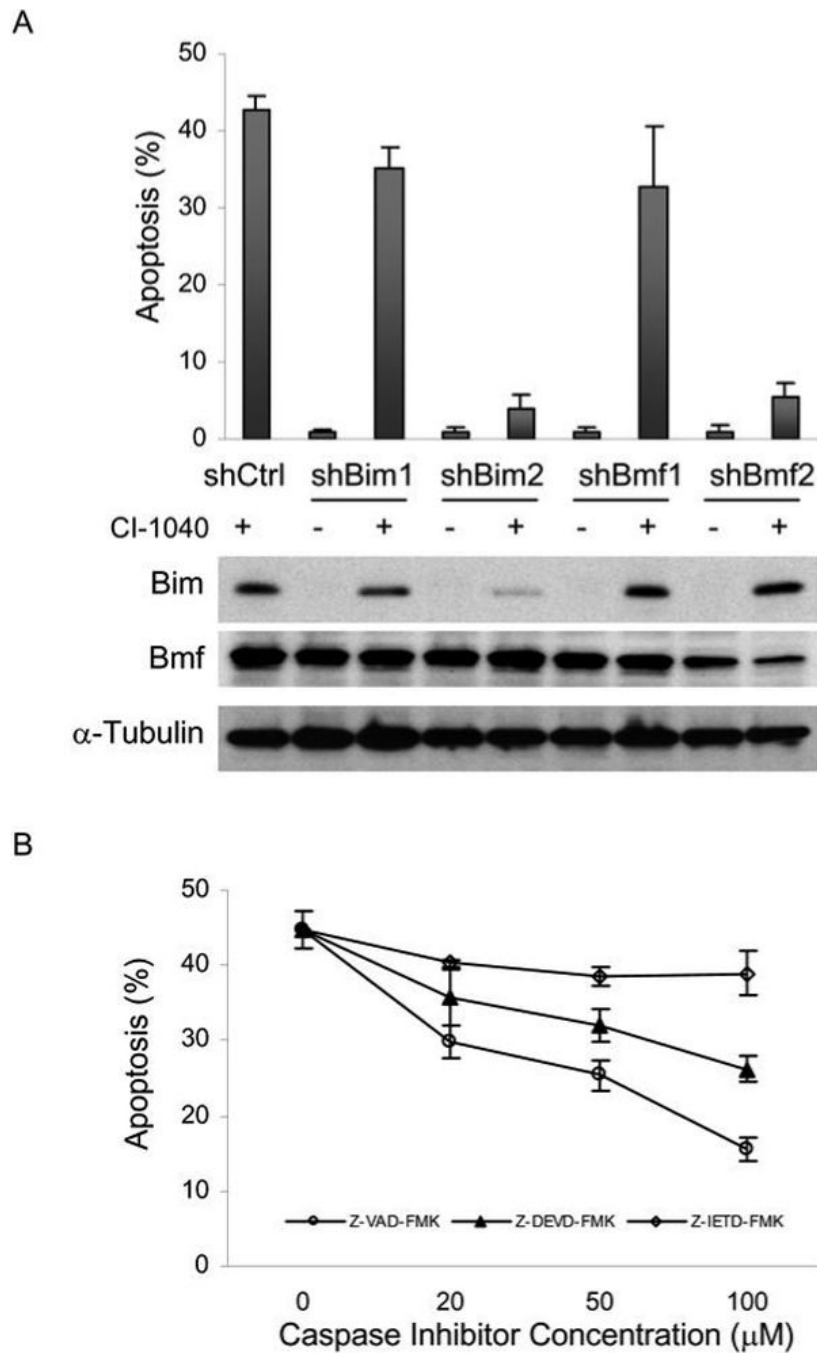 A
50
40
30
20
10
0
Apoptosis (%)
shCtrl shBim1 shBim2 shBmf1 shBmf2
CI-1040 + - + - + - + - +
Bim
Bmf
α-Tubulin
B
50
40
30
20
10
0
Apoptosis (%)
Z-VAD-FMK Z-DEVD-FMK Z-IETD-FMK
0 20 50 100
Caspase Inhibitor Concentration (μM)